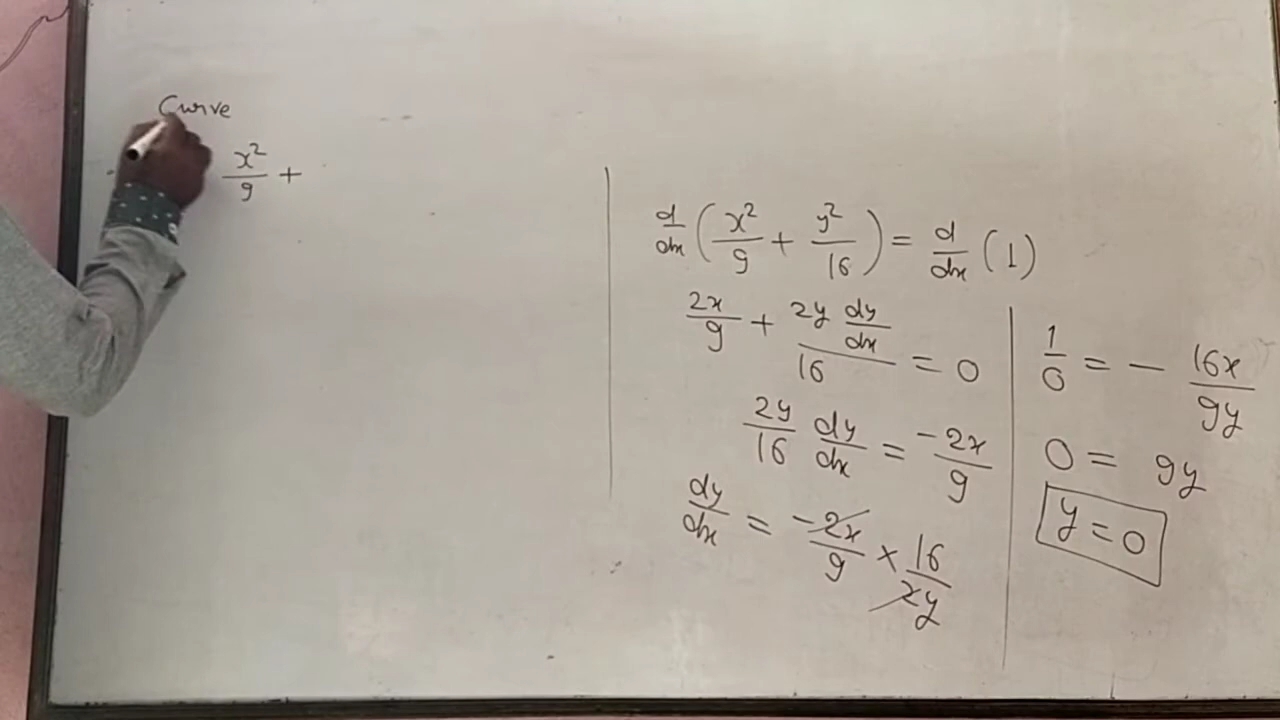 Curve
x²/9 +
d/dx (x²/9 + y²/16) = d/dx (1)
2x/9 + 2y dy/dx / 16 = 0
2y/16 dy/dx = -2x/9
dy/dx = -2x/9 × 16/2y
1/0 = - 16x/9y
0 = 9y
y = 0